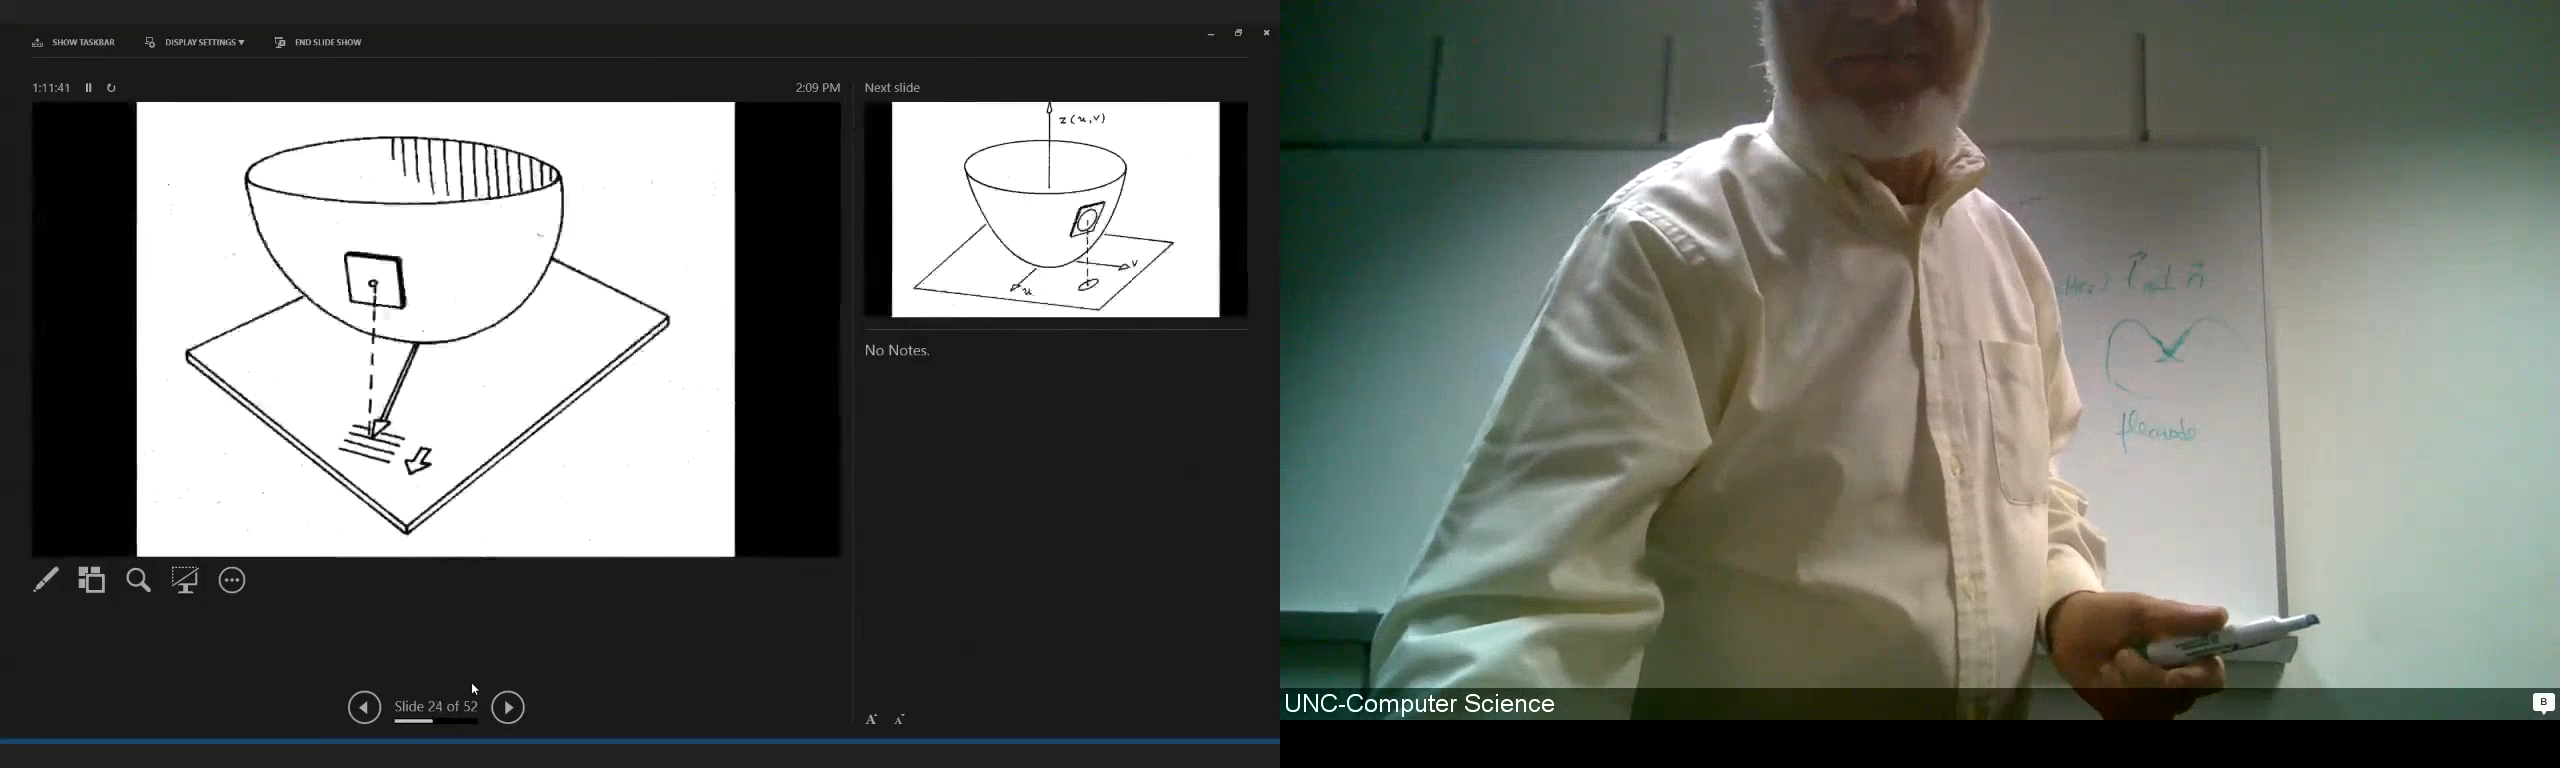 SHOW TASKBAR
DISPLAY SETTINGS ▼
END SLIDE SHOW
1:11:41
2:09 PM
Next slide
z(u,v)
v
u
No Notes.
Slide 24 of 52
A
A
flecnode
UNC-Computer Science
B